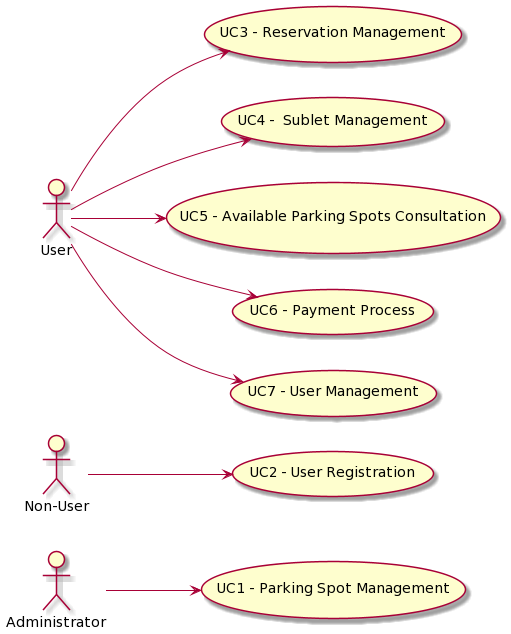 UC3 - Reservation Management
UC4 -  Sublet Management
UC5 - Available Parking Spots Consultation
User
UC6 - Payment Process
UC7 - User Management
UC2 - User Registration
Non-User
UC1 - Parking Spot Management
Administrator